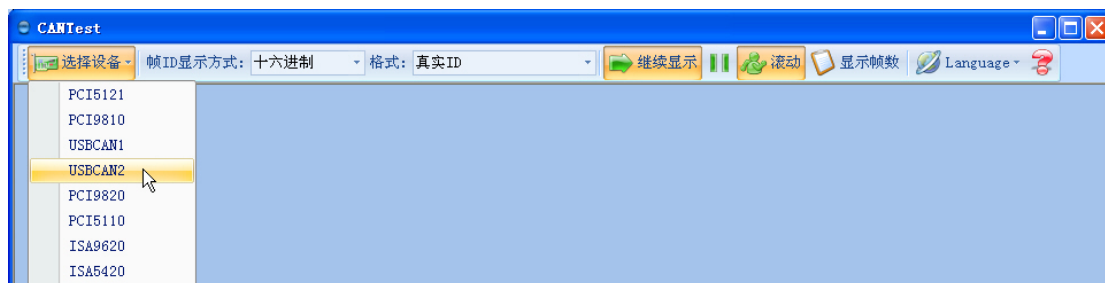 CANTest
选择设备 帧ID显示方式: 十六进制 格式: 真实ID 继续显示 滚动 显示帧数 Language
PCI5121
PCI9810
USBCAN1
USBCAN2
PCI9820
PCI5110
ISA9620
ISA5420